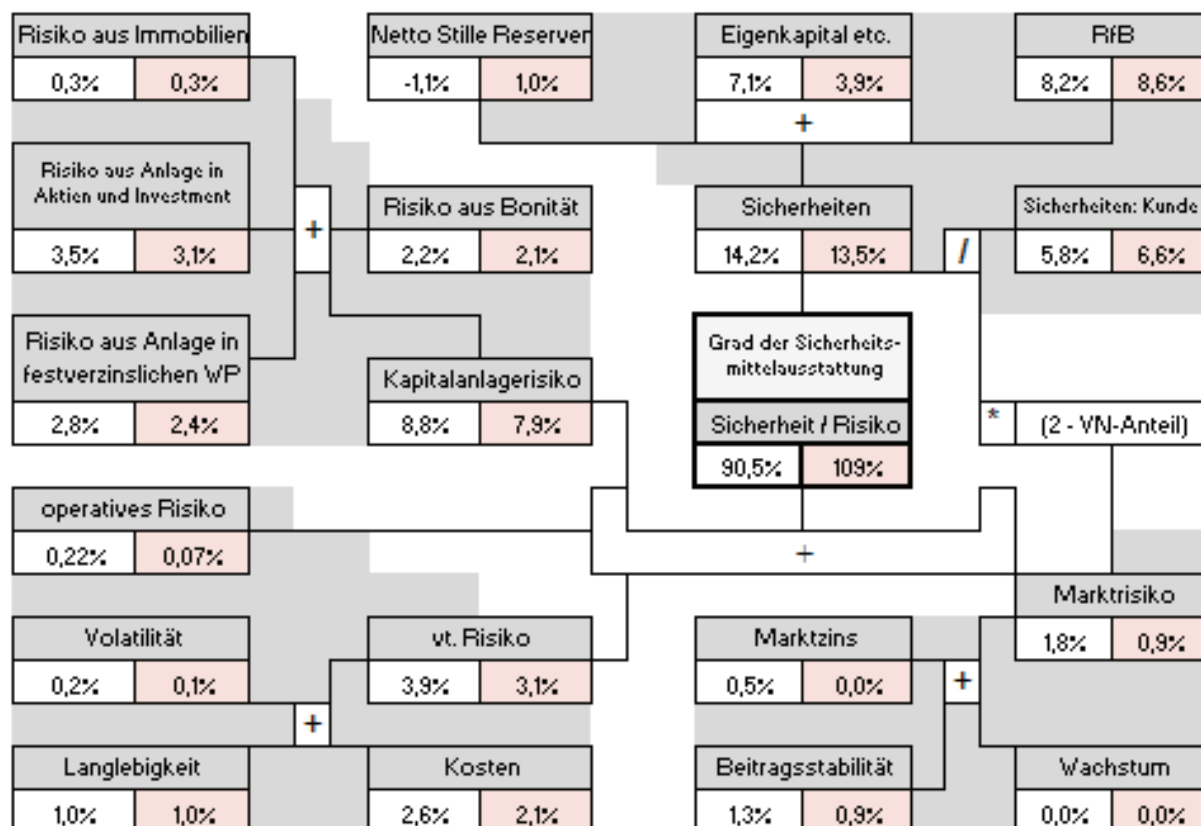 Risiko aus Immobilien
0,3% 0,3%
Netto Stille Reserven
-1,1% 1,0%
Eigenkapital etc.
7,1% 3,9%
RfB
8,2% 8,6%
+
Risiko aus Anlage in
Aktien und Investment
3,5% 3,1%
+
Risiko aus Bonität
2,2% 2,1%
Sicherheiten
14,2% 13,5%
/
Sicherheiten: Kunde
5,8% 6,6%
Risiko aus Anlage in
festverzinslichen WP
2,8% 2,4%
Kapitalanlagerisiko
8,8% 7,9%
Grad der Sicherheits-
mittelausstattung
Sicherheit / Risiko
90,5% 109%
*
(2 - VN-Anteil)
operatives Risiko
0,22% 0,07%
+
Marktrisiko
1,8% 0,9%
Volatilität
0,2% 0,1%
vt. Risiko
3,9% 3,1%
Marktzins
0,5% 0,0%
+
+
Langlebigkeit
1,0% 1,0%
Kosten
2,6% 2,1%
Beitragsstabilität
1,3% 0,9%
Wachstum
0,0% 0,0%